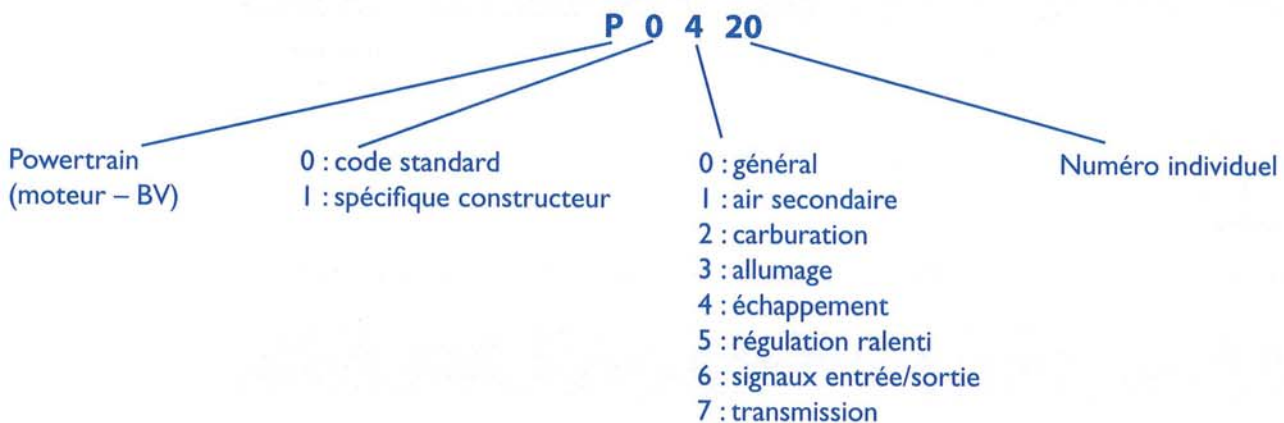 P 0 4 20
Powertrain
(moteur – BV)
0 : code standard
1 : spécifique constructeur
0 : général
1 : air secondaire
2 : carburation
3 : allumage
4 : échappement
5 : régulation ralenti
6 : signaux entrée/sortie
7 : transmission
Numéro individuel